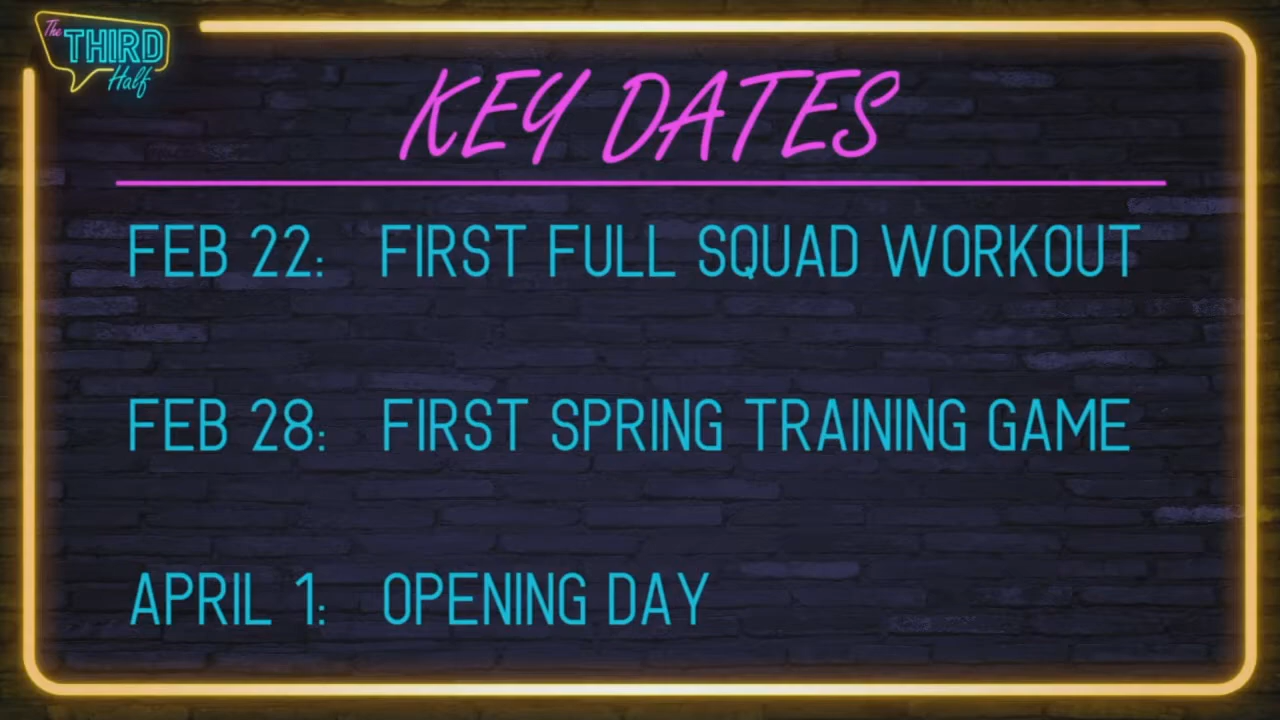 The
THIRD
Half
KEY DATES
FEB 22: FIRST FULL SQUAD WORKOUT
FEB 28: FIRST SPRING TRAINING GAME
APRIL 1: OPENING DAY